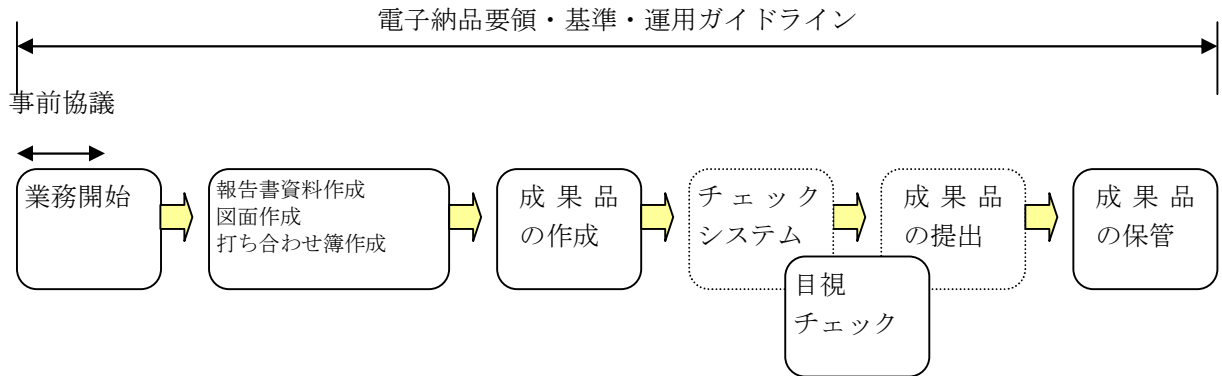 電子納品要領・基準・運用ガイドライン
事前協議
業務開始
報告書資料作成
図面作成
打ち合わせ簿作成
成果品
の作成
チェック
システム
成果品
の提出
成果品
の保管
目視
チェック